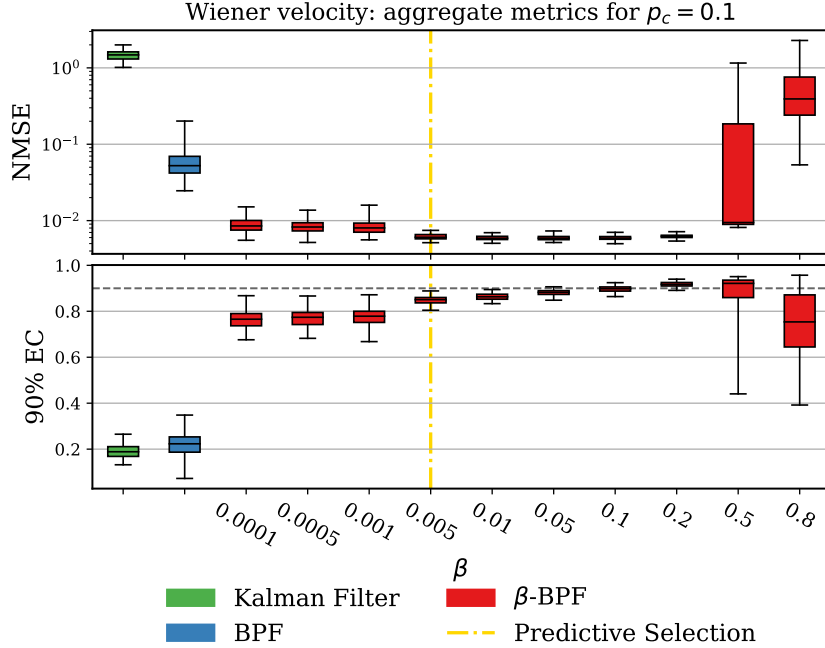 Wiener velocity: aggregate metrics for p_c = 0.1
NMSE
10⁰
10⁻¹
10⁻²
90% EC
1.0
0.8
0.6
0.4
0.2
0.0001
0.0005
0.001
0.005
0.01
0.05
0.1
0.2
0.5
0.8
β
Kalman Filter
BPF
β-BPF
Predictive Selection